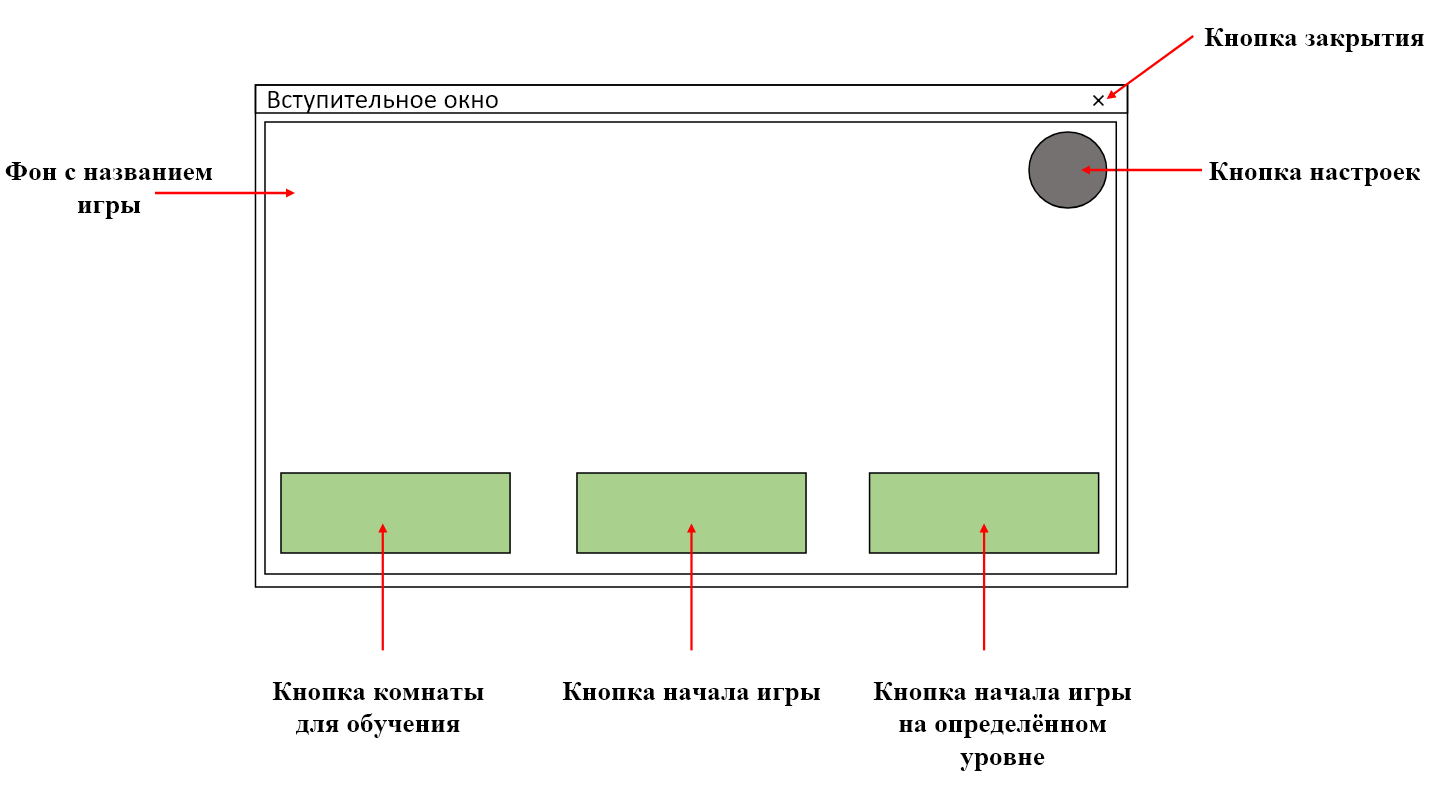 Кнопка закрытия
Вступительное окно
×
Фон с названием
игры
Кнопка настроек
Кнопка комнаты
для обучения
Кнопка начала игры
Кнопка начала игры
на определённом
уровне